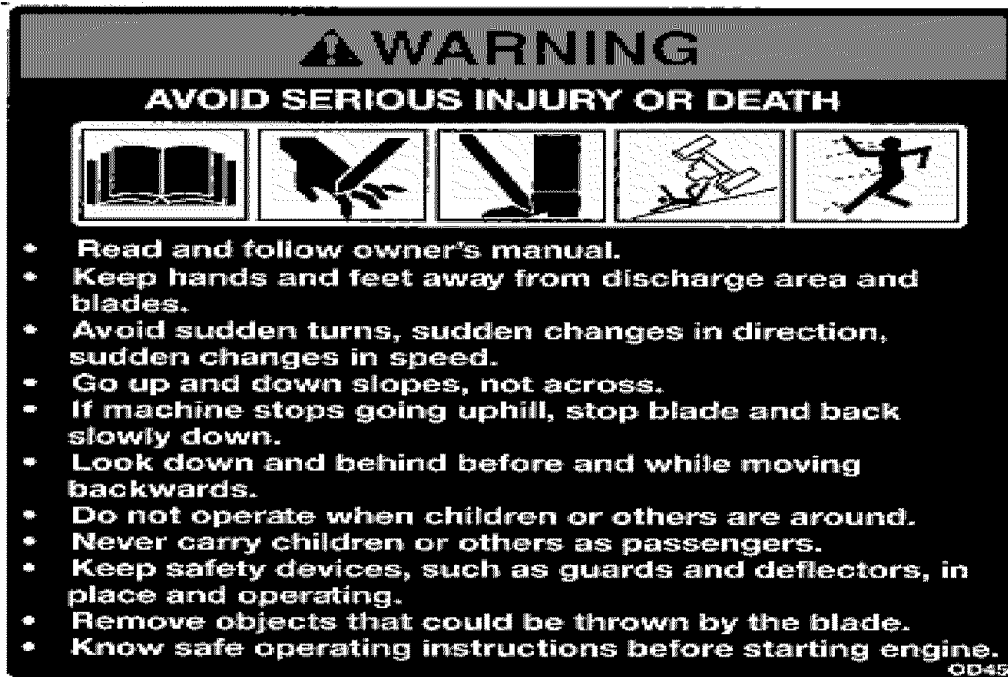 WARNING
AVOID SERIOUS INJURY OR DEATH
• Read and follow owner's manual.
• Keep hands and feet away from discharge area and
blades.
• Avoid sudden turns, sudden changes in direction,
sudden changes in speed.
• Go up and down slopes, not across.
• If machine stops going uphill, stop blade and back
slowly down.
• Look down and behind before and while moving
backwards.
• Do not operate when children or others are around.
• Never carry children or others as passengers.
• Keep safety devices, such as guards and deflectors, in
place and operating.
• Remove objects that could be thrown by the blade.
• Know safe operating instructions before starting engine.
OD45